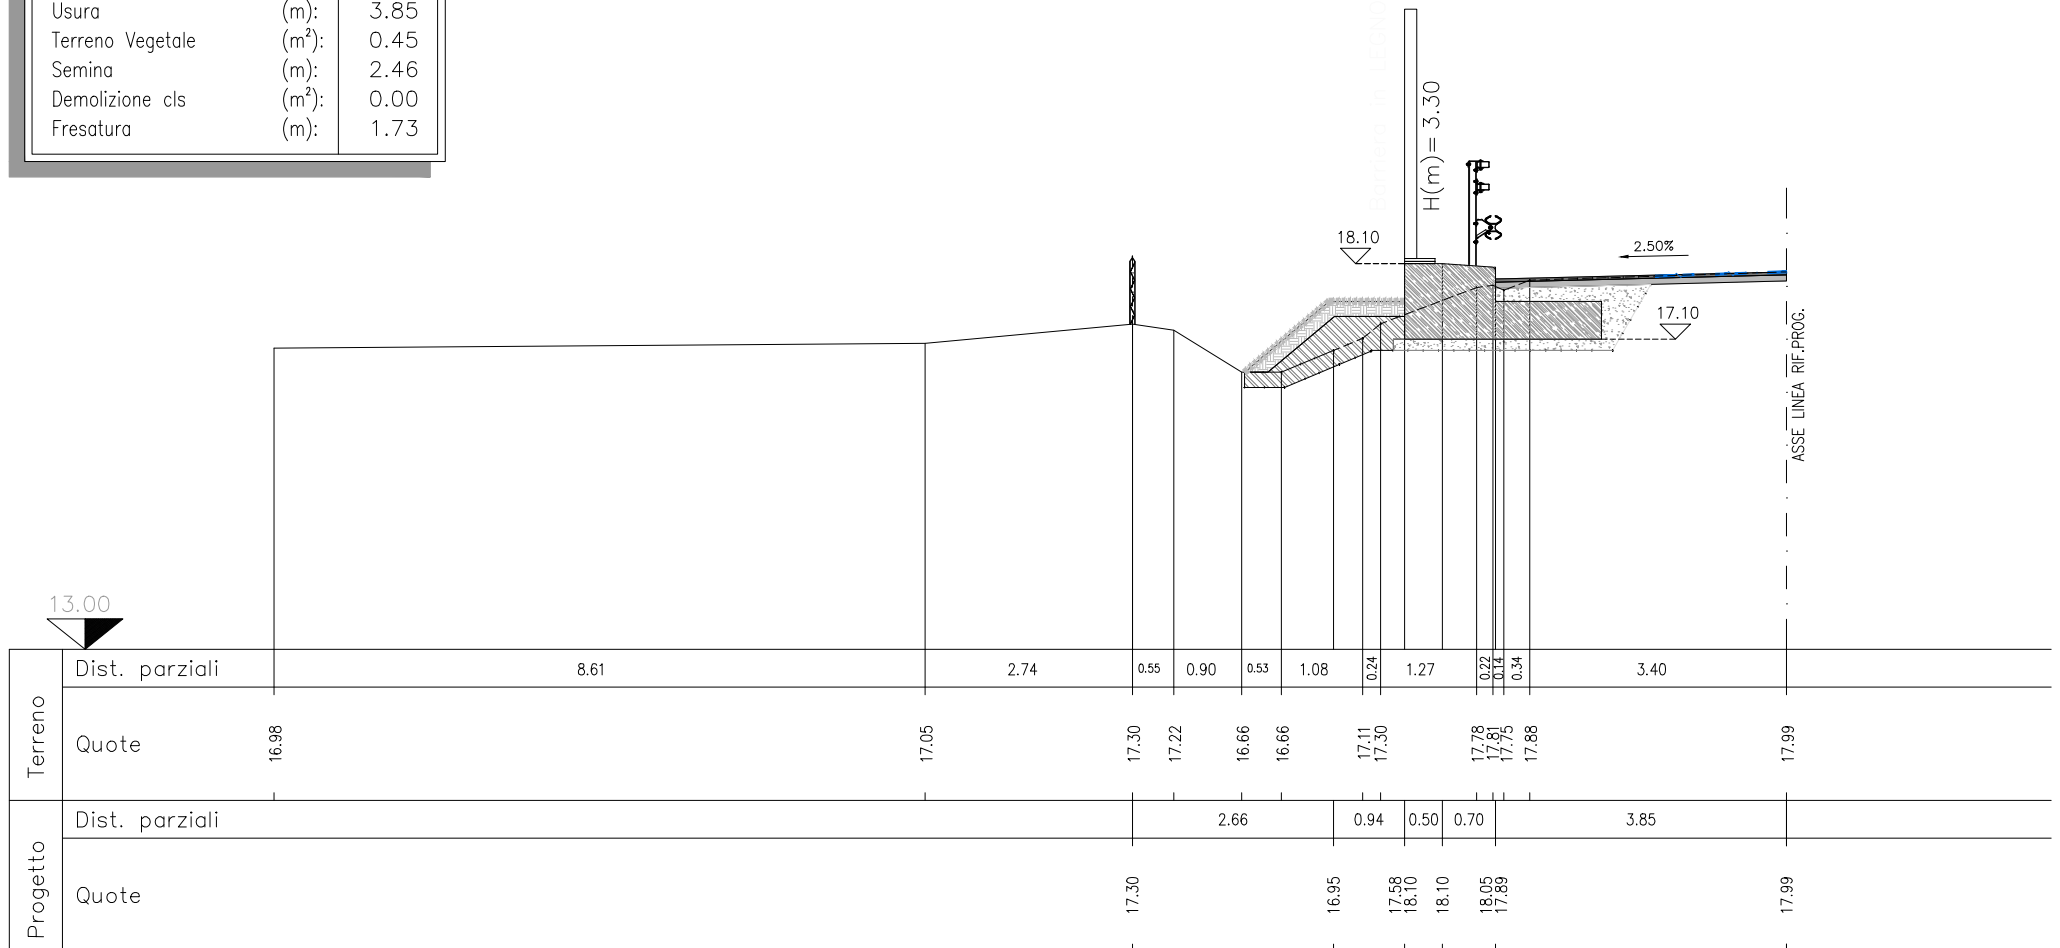 Usura (m): 3.85
Terreno Vegetale (m²): 0.45
Semina (m): 2.46
Demolizione cls (m²): 0.00
Fresatura (m): 1.73
Barriera in LEGNO
H(m)= 3.30
18.10
2.50%
17.10
ASSE LINEA RIF.PROG.
13.00
Terreno
Dist. parziali 8.61 2.74 0.55 0.90 0.53 1.08 0.24 1.27 0.22 0.14 0.34 3.40
Quote 16.98 17.05 17.30 17.22 16.66 16.66 17.11 17.30 17.78 17.81 17.75 17.88 17.99
Progetto
Dist. parziali 2.66 0.94 0.50 0.70 3.85
Quote 17.30 16.95 17.58 18.10 18.10 18.05 17.89 17.99